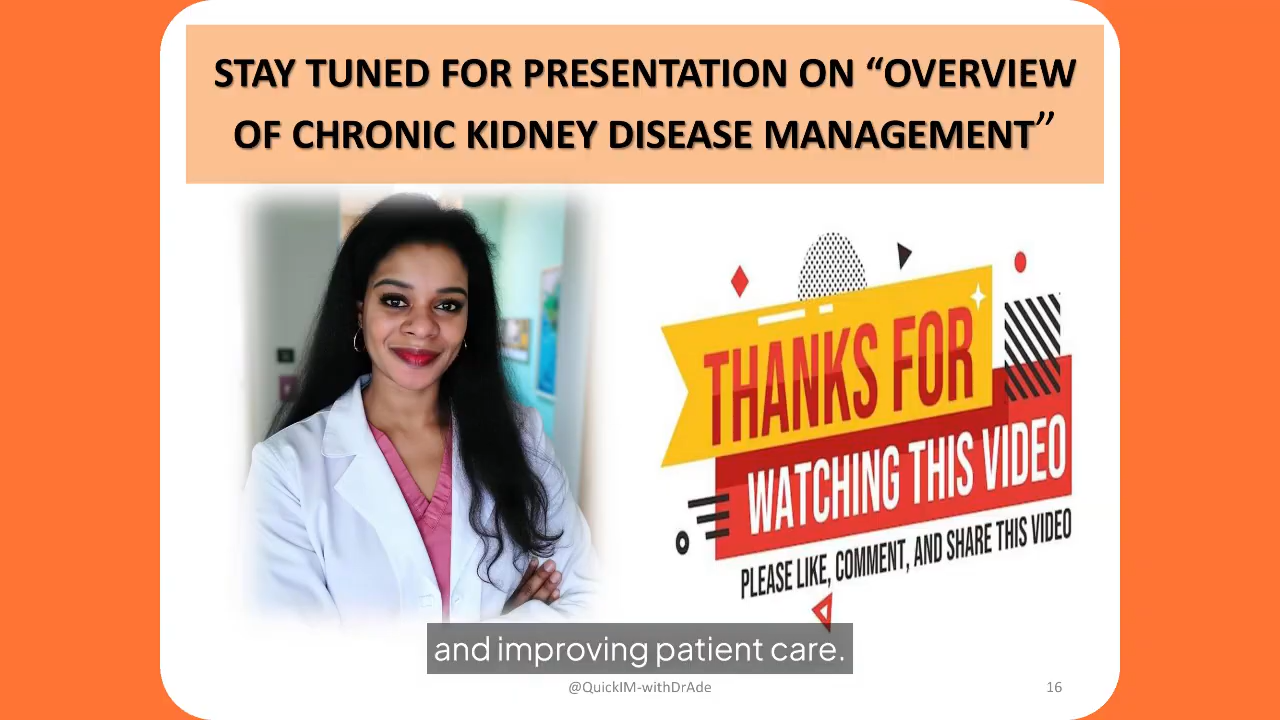 STAY TUNED FOR PRESENTATION ON “OVERVIEW
OF CHRONIC KIDNEY DISEASE MANAGEMENT”
THANKS FOR
WATCHING THIS VIDEO
PLEASE LIKE, COMMENT, AND SHARE THIS VIDEO
and improving patient care.
@QuickIM-withDrAde
16